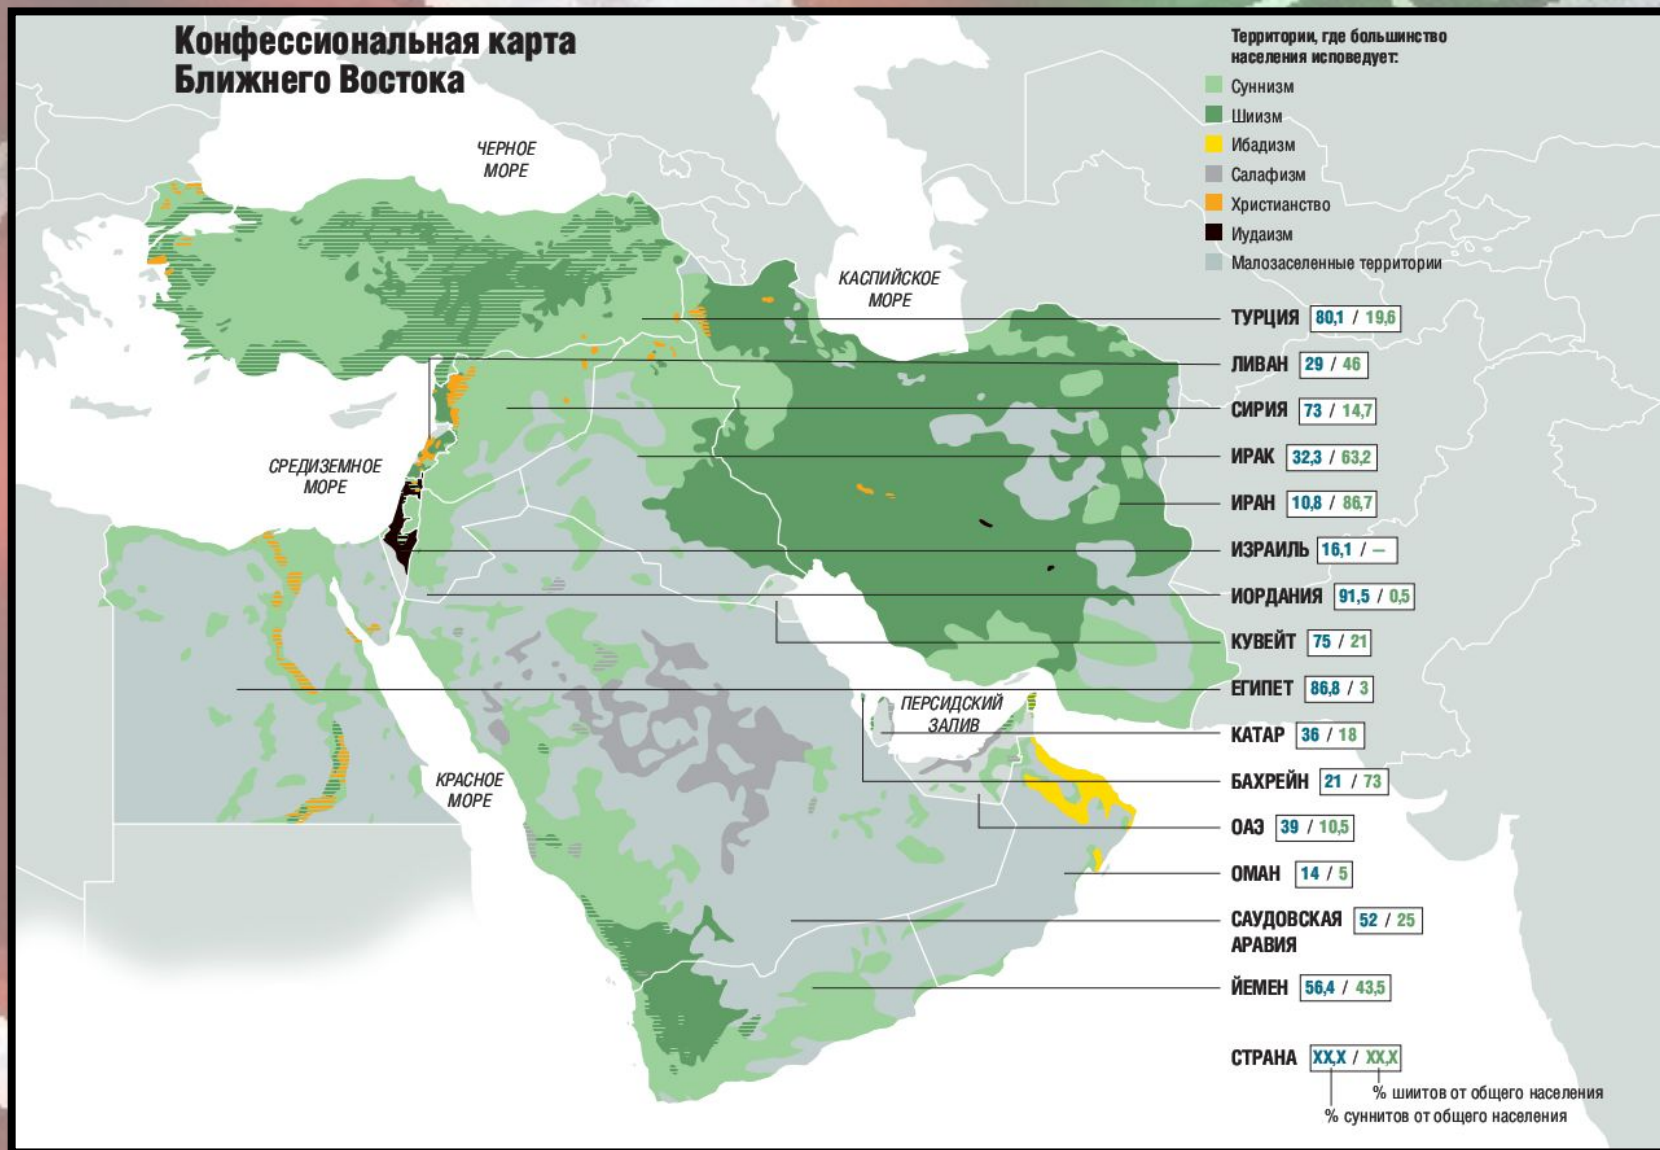 Конфессиональная карта
Ближнего Востока
Территории, где большинство
населения исповедует:
Суннизм
Шиизм
Ибадизм
Салафизм
Христианство
Иудаизм
Малозаселенные территории
ЧЕРНОЕ
МОРЕ
КАСПИЙСКОЕ
МОРЕ
СРЕДИЗЕМНОЕ
МОРЕ
ПЕРСИДСКИЙ
ЗАЛИВ
КРАСНОЕ
МОРЕ
ТУРЦИЯ 80,1 / 19,6
ЛИВАН 29 / 46
СИРИЯ 73 / 14,7
ИРАК 32,3 / 63,2
ИРАН 10,8 / 86,7
ИЗРАИЛЬ 16,1 / —
ИОРДАНИЯ 91,5 / 0,5
КУВЕЙТ 75 / 21
ЕГИПЕТ 86,8 / 3
КАТАР 36 / 18
БАХРЕЙН 21 / 73
ОАЭ 39 / 10,5
ОМАН 14 / 5
САУДОВСКАЯ 52 / 25
АРАВИЯ
ЙЕМЕН 56,4 / 43,5
СТРАНА XX,X / XX,X
% шиитов от общего населения
% суннитов от общего населения